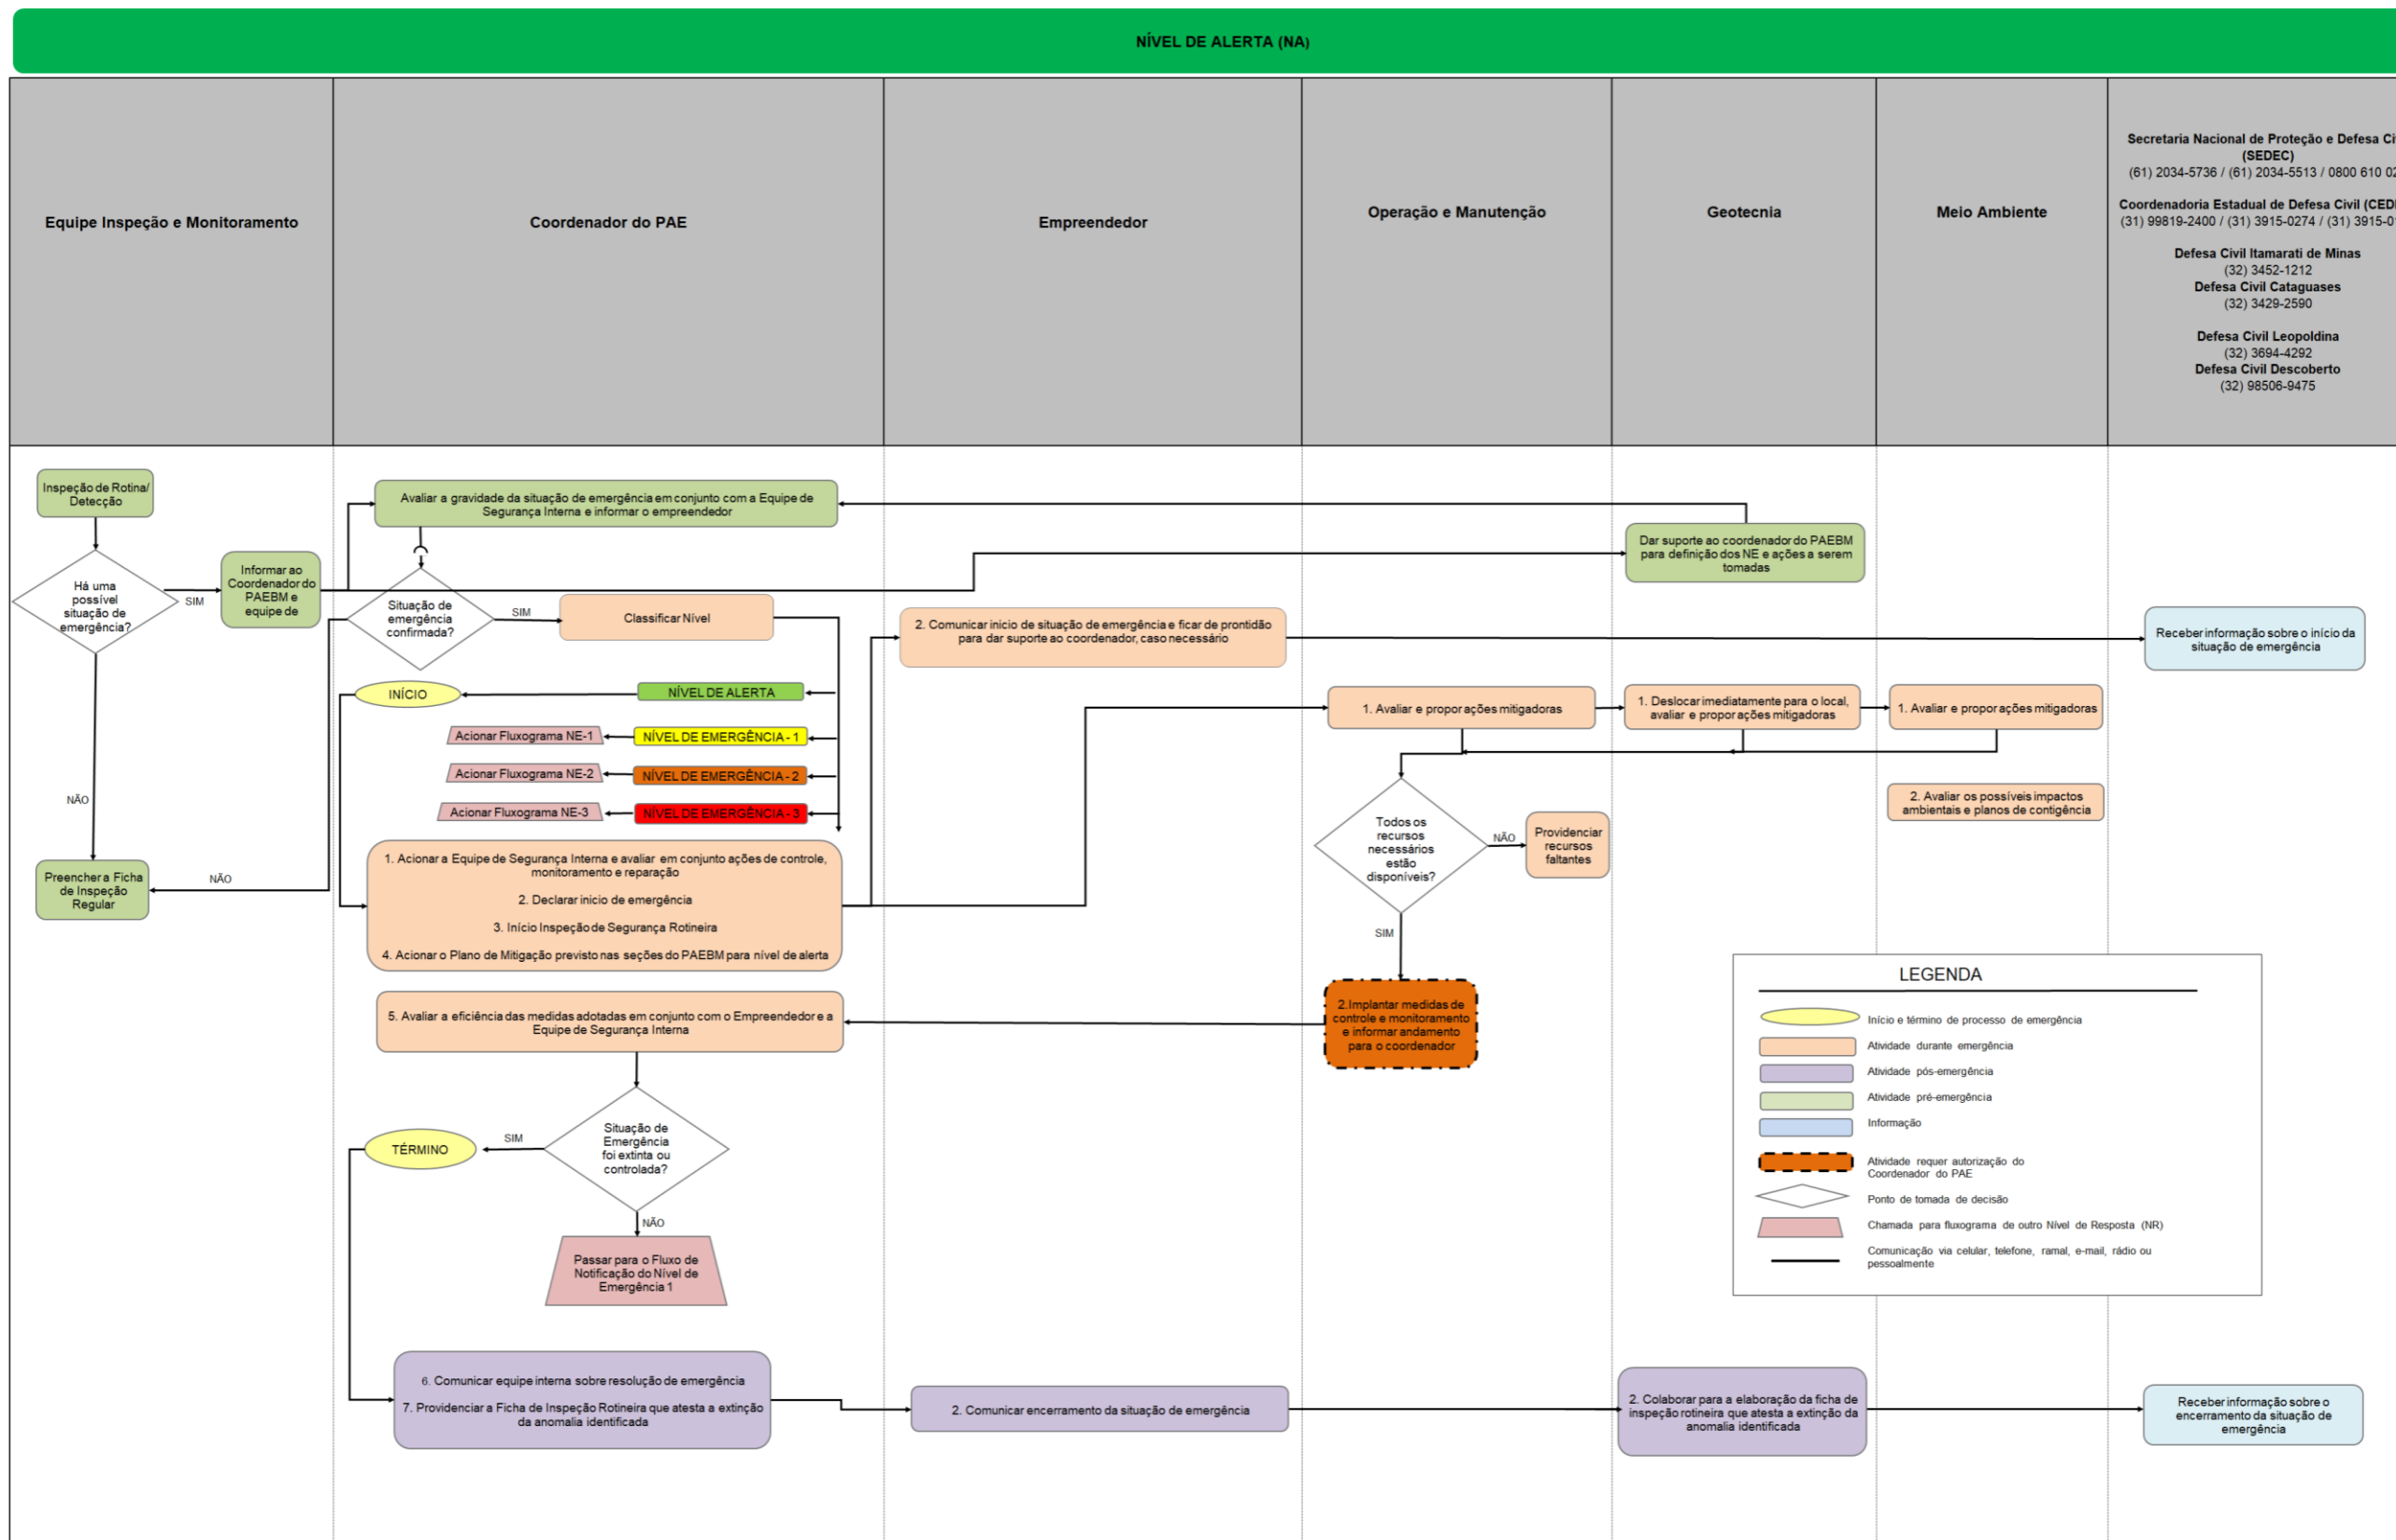 NÍVEL DE ALERTA (NA)
Equipe Inspeção e Monitoramento
Coordenador do PAE
Empreendedor
Operação e Manutenção
Geotecnia
Meio Ambiente
Secretaria Nacional de Proteção e Defesa
(SEDEC)
(61) 2034-5736 / (61) 2034-5513 / 0800 610
Coordenadoria Estadual de Defesa Civil
(31) 99819-2400 / (31) 3915-0274 / (31)
Defesa Civil Itamarati de Minas
(32) 3452-1212
Defesa Civil Cataguases
(32) 3429-2590
Defesa Civil Leopoldina
(32) 3694-4292
Defesa Civil Descoberto
(32) 98506-9475
Inspeção de Rotina/
Detecção
Há uma
possível
situação de
emergência?
SIM
NÃO
Informar ao
Coordenador do
PAEBM e
equipe de
Preencher a Ficha
de Inspeção
Regular
Avaliar a gravidade da situação de emergência em conjunto com a Equipe de
Segurança Interna e informar o empreendedor
Situação de
emergência
confirmada?
SIM
NÃO
Classificar Nível
INÍCIO
NÍVEL DE ALERTA
Acionar Fluxograma NE-1
NÍVEL DE EMERGÊNCIA - 1
Acionar Fluxograma NE-2
NÍVEL DE EMERGÊNCIA - 2
Acionar Fluxograma NE-3
NÍVEL DE EMERGÊNCIA - 3
1. Acionar a Equipe de Segurança Interna e avaliar em conjunto ações de controle,
monitoramento e reparação
2. Declarar inicio de emergência
3. Início Inspeção de Segurança Rotineira
4. Acionar o Plano de Mitigação previsto nas seções do PAEBM para nível de alerta
5. Avaliar a eficiência das medidas adotadas em conjunto com o Empreendedor e a
Equipe de Segurança Interna
Situação de
Emergência
foi extinta ou
controlada?
SIM
TÉRMINO
NÃO
Passar para o Fluxo de
Notificação do Nível de
Emergência 1
6. Comunicar equipe interna sobre resolução de emergência
7. Providenciar a Ficha de Inspeção Rotineira que atesta a extinção
da anomalia identificada
2. Comunicar inicio de situação de emergência e ficar de prontidão
para dar suporte ao coordenador, caso necessário
2. Comunicar encerramento da situação de emergência
1. Avaliar e propor ações mitigadoras
Todos os
recursos
necessários
estão
disponíveis?
NÃO
Providenciar
recursos
faltantes
SIM
2.Implantar medidas de
controle e monitoramento
e informar andamento
para o coordenador
Dar suporte ao coordenador do PAEBM
para definição dos NE e ações a serem
tomadas
1. Deslocar imediatamente para o local,
avaliar e propor ações mitigadoras
2. Colaborar para a elaboração da ficha de
inspeção rotineira que atesta a extinção da
anomalia identificada
1. Avaliar e propor ações mitigadoras
2. Avaliar os possíveis impactos
ambientais e planos de contigência
Receber informação sobre o início da
situação de emergência
Receber informação sobre o
encerramento da situação de
emergência
LEGENDA
Início e término de processo de emergência
Atividade durante emergência
Atividade pós-emergência
Atividade pré-emergência
Informação
Atividade requer autorização do
Coordenador do PAE
Ponto de tomada de decisão
Chamada para fluxograma de outro Nível de Resposta (NR)
Comunicação via celular, telefone, ramal, e-mail, rádio ou
pessoalmente